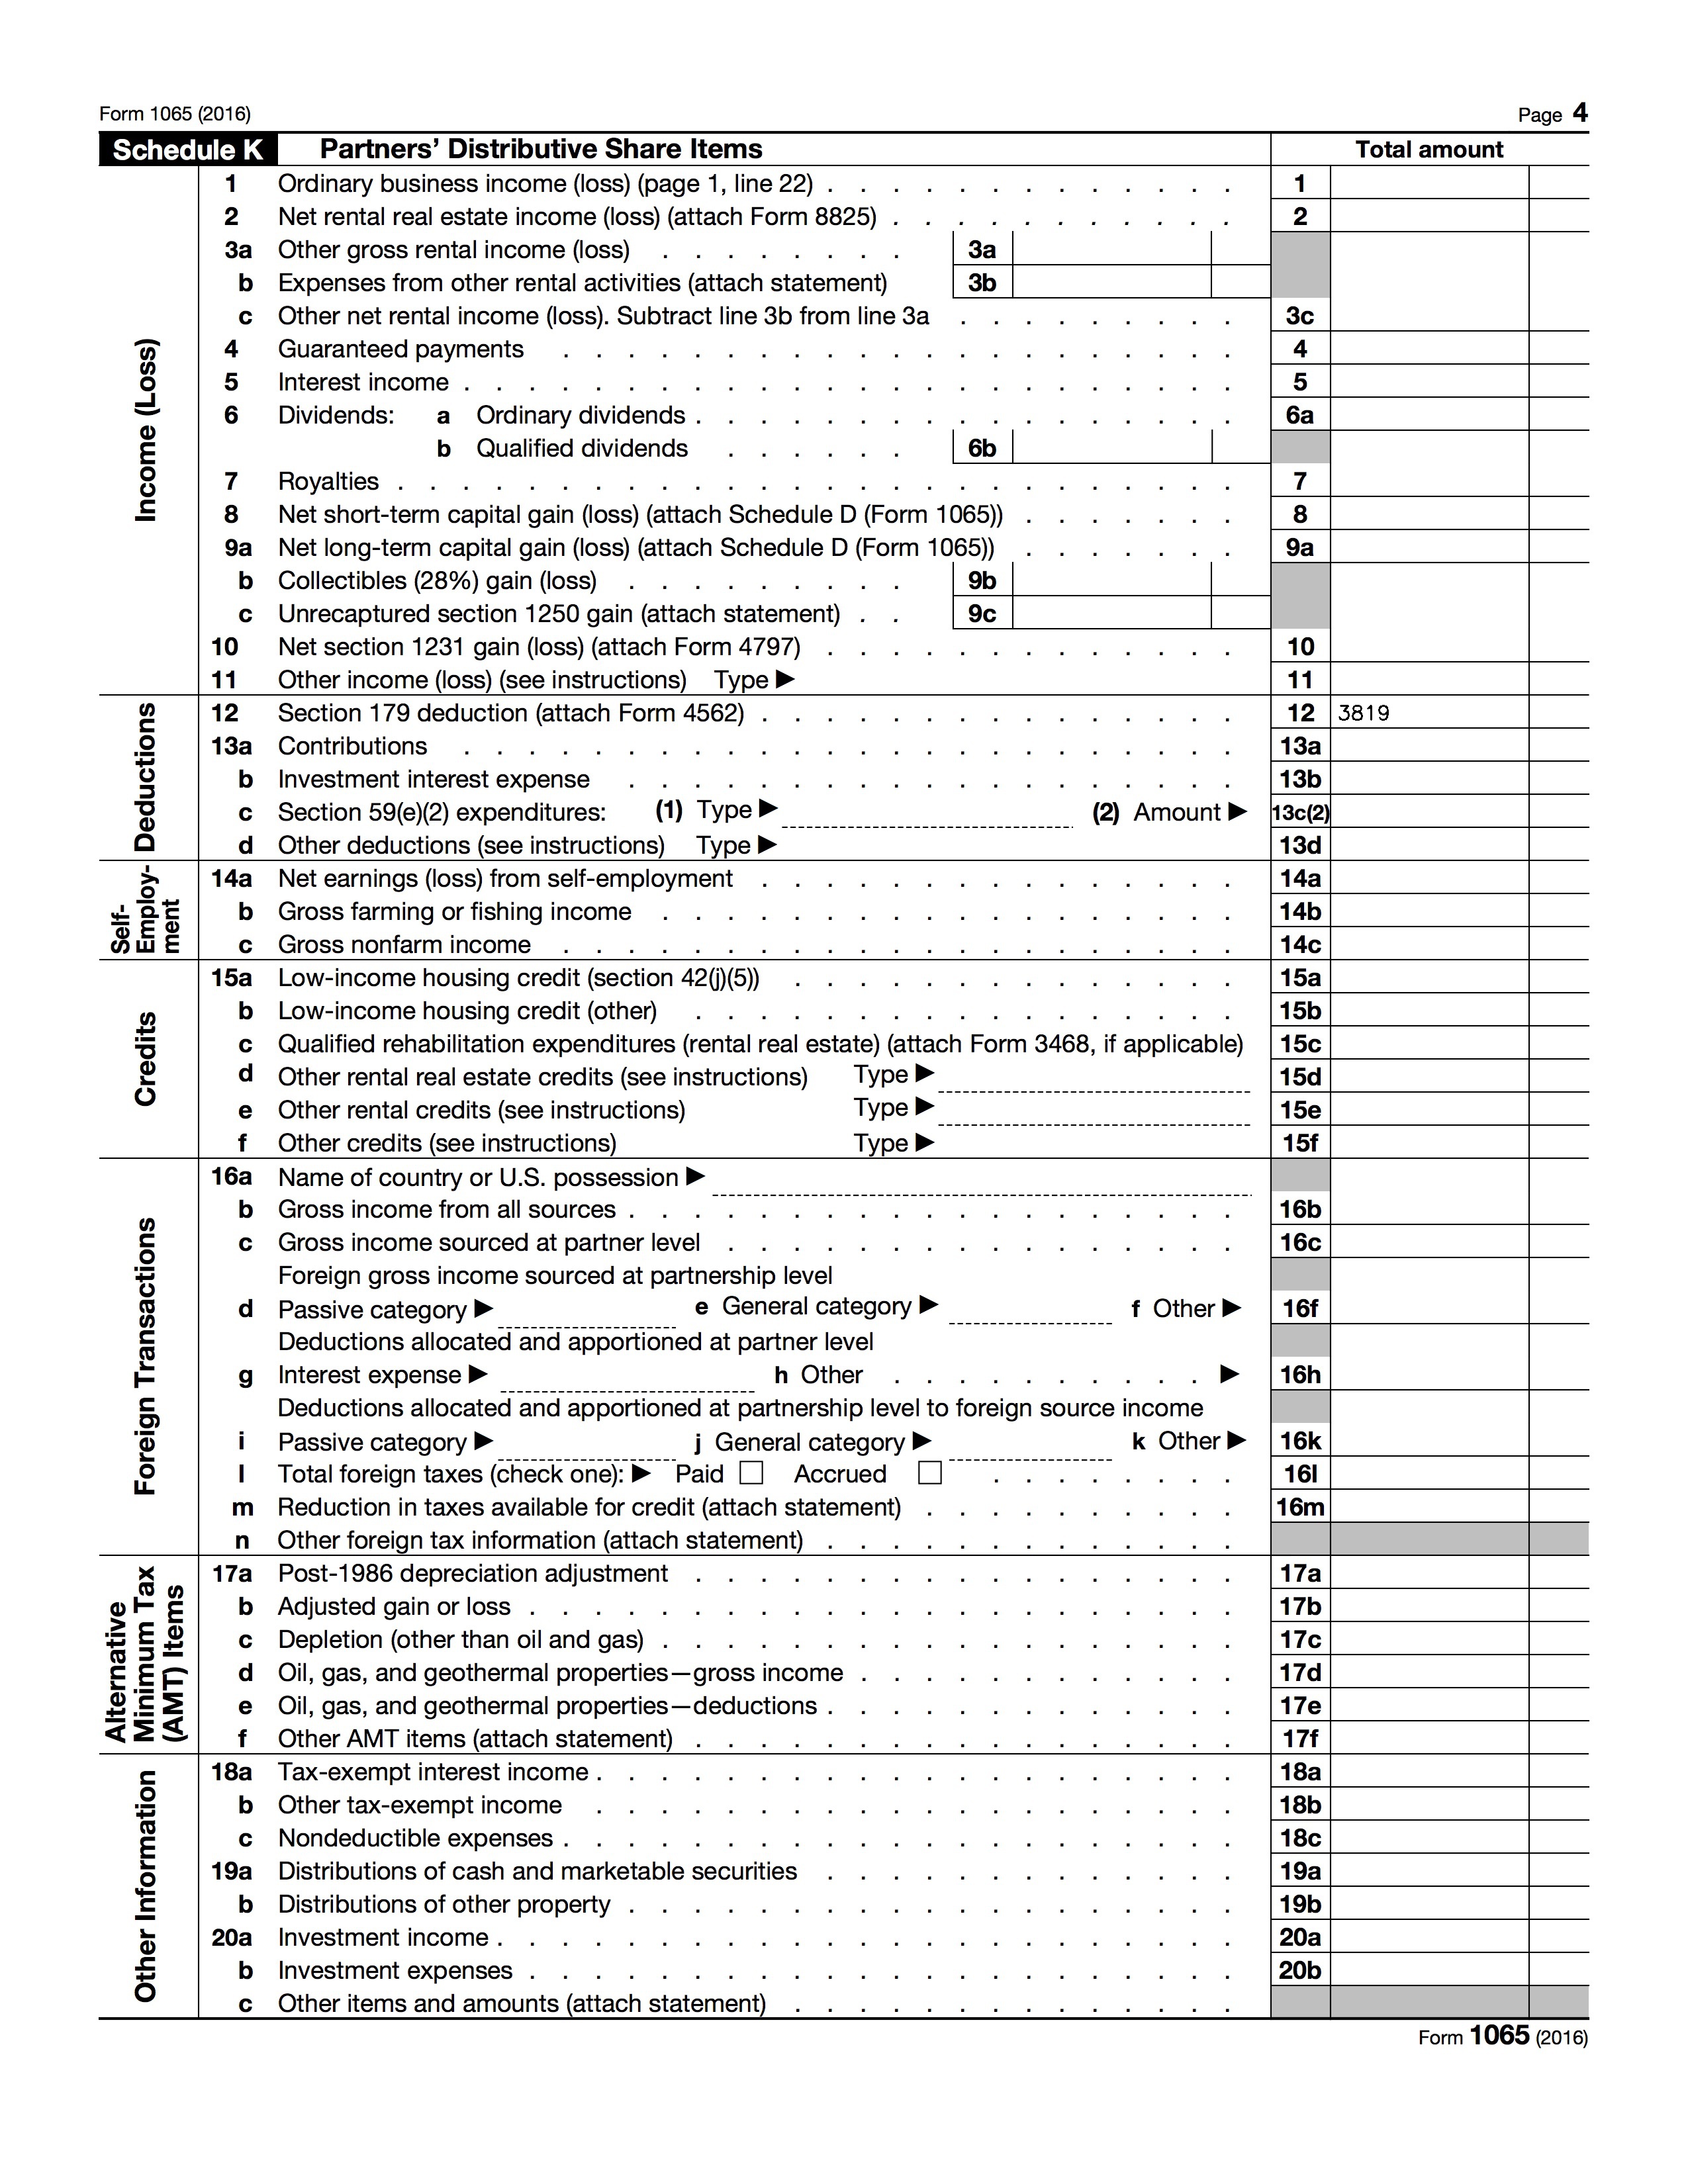 Form 1065 (2016) Page 4
Schedule K Partners’ Distributive Share Items Total amount
Income (Loss)
1 Ordinary business income (loss) (page 1, line 22) . . . . . . . . . . . . . 1
2 Net rental real estate income (loss) (attach Form 8825) . . . . . . . . . . . 2
3a Other gross rental income (loss) . . . . . . . . 3a
b Expenses from other rental activities (attach statement) 3b
c Other net rental income (loss). Subtract line 3b from line 3a . . . . . . . . . 3c
4 Guaranteed payments . . . . . . . . . . . . . . . . . . . . . 4
5 Interest income . . . . . . . . . . . . . . . . . . . . . . . . 5
6 Dividends: a Ordinary dividends . . . . . . . . . . . . . . . . . 6a
b Qualified dividends . . . . . . 6b
7 Royalties . . . . . . . . . . . . . . . . . . . . . . . . . . 7
8 Net short-term capital gain (loss) (attach Schedule D (Form 1065)) . . . . . . . 8
9a Net long-term capital gain (loss) (attach Schedule D (Form 1065)) . . . . . . . 9a
b Collectibles (28%) gain (loss) . . . . . . . . . 9b
c Unrecaptured section 1250 gain (attach statement) . . 9c
10 Net section 1231 gain (loss) (attach Form 4797) . . . . . . . . . . . . . 10
11 Other income (loss) (see instructions) Type ▶ 11
Deductions
12 Section 179 deduction (attach Form 4562) . . . . . . . . . . . . . . . 12 3819
13a Contributions . . . . . . . . . . . . . . . . . . . . . . . . 13a
b Investment interest expense . . . . . . . . . . . . . . . . . . . 13b
c Section 59(e)(2) expenditures: (1) Type ▶ (2) Amount ▶ 13c(2)
d Other deductions (see instructions) Type ▶ 13d
Self-
Employ-
ment
14a Net earnings (loss) from self-employment . . . . . . . . . . . . . . . 14a
b Gross farming or fishing income . . . . . . . . . . . . . . . . . . 14b
c Gross nonfarm income . . . . . . . . . . . . . . . . . . . . . 14c
Credits
15a Low-income housing credit (section 42(j)(5)) . . . . . . . . . . . . . . 15a
b Low-income housing credit (other) . . . . . . . . . . . . . . . . . 15b
c Qualified rehabilitation expenditures (rental real estate) (attach Form 3468, if applicable) 15c
d Other rental real estate credits (see instructions) Type ▶ 15d
e Other rental credits (see instructions) Type ▶ 15e
f Other credits (see instructions) Type ▶ 15f
Foreign Transactions
16a Name of country or U.S. possession ▶
b Gross income from all sources . . . . . . . . . . . . . . . . . . . 16b
c Gross income sourced at partner level . . . . . . . . . . . . . . . . 16c
Foreign gross income sourced at partnership level
d Passive category ▶ e General category ▶ f Other ▶ 16f
Deductions allocated and apportioned at partner level
g Interest expense ▶ h Other . . . . . . . . . . ▶ 16h
Deductions allocated and apportioned at partnership level to foreign source income
i Passive category ▶ j General category ▶ k Other ▶ 16k
l Total foreign taxes (check one): ▶ Paid ☐ Accrued ☐ . . . . . . . . 16l
m Reduction in taxes available for credit (attach statement) . . . . . . . . . . 16m
n Other foreign tax information (attach statement) . . . . . . . . . . . . .
Alternative
Minimum Tax
(AMT) Items
17a Post-1986 depreciation adjustment . . . . . . . . . . . . . . . . . 17a
b Adjusted gain or loss . . . . . . . . . . . . . . . . . . . . . . 17b
c Depletion (other than oil and gas) . . . . . . . . . . . . . . . . . . 17c
d Oil, gas, and geothermal properties—gross income . . . . . . . . . . . . 17d
e Oil, gas, and geothermal properties—deductions . . . . . . . . . . . . . 17e
f Other AMT items (attach statement) . . . . . . . . . . . . . . . . . 17f
Other Information
18a Tax-exempt interest income . . . . . . . . . . . . . . . . . . . . 18a
b Other tax-exempt income . . . . . . . . . . . . . . . . . . . . 18b
c Nondeductible expenses . . . . . . . . . . . . . . . . . . . . . 18c
19a Distributions of cash and marketable securities . . . . . . . . . . . . . 19a
b Distributions of other property . . . . . . . . . . . . . . . . . . . 19b
20a Investment income . . . . . . . . . . . . . . . . . . . . . . . 20a
b Investment expenses . . . . . . . . . . . . . . . . . . . . . . 20b
c Other items and amounts (attach statement) . . . . . . . . . . . . . .
Form 1065 (2016)